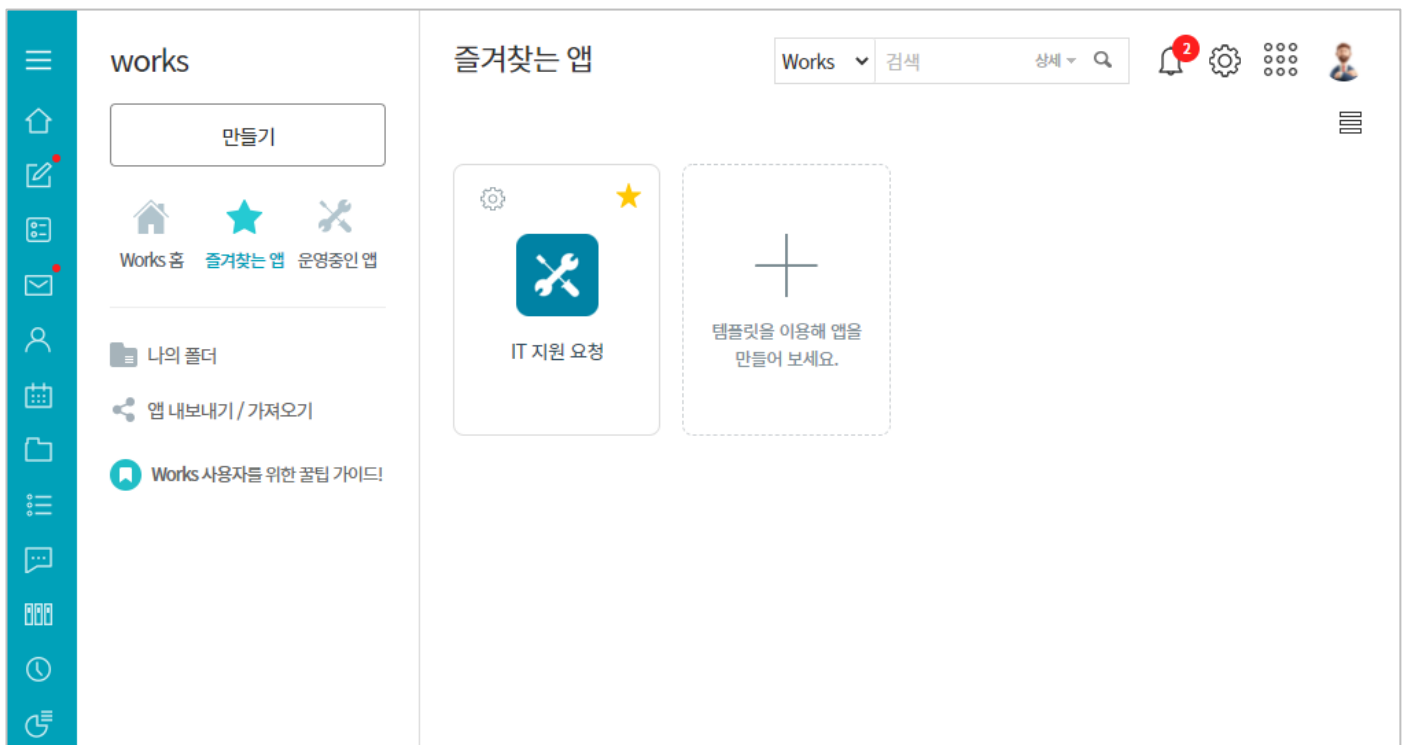 works
만들기
Works 홈
즐겨찾는 앱
운영중인 앱
나의 폴더
앱 내보내기 / 가져오기
Works 사용자를 위한 꿀팁 가이드!
즐겨찾는 앱
Works
검색
상세
2
IT 지원 요청
템플릿을 이용해 앱을
만들어 보세요.